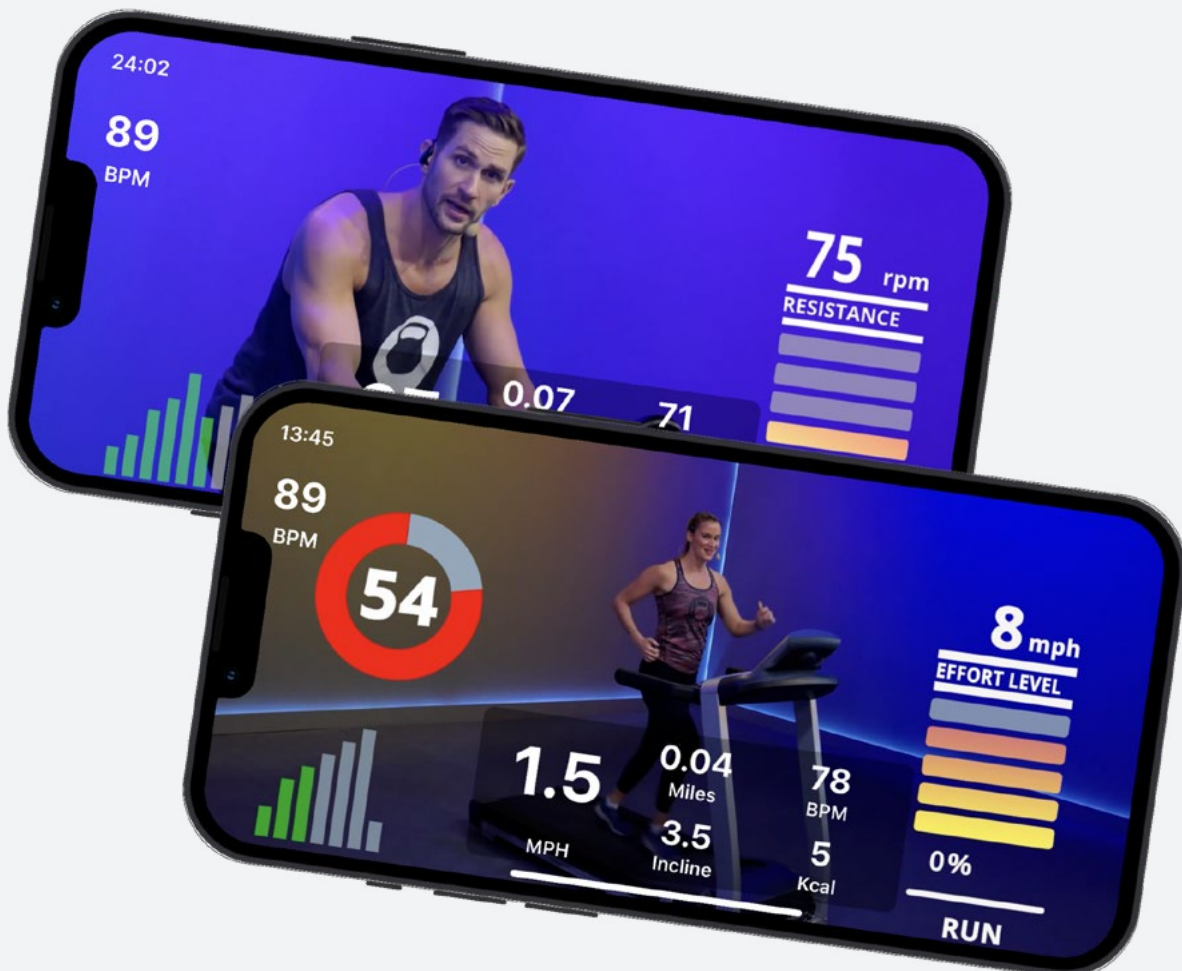 24:02
89
BPM
75 rpm
RESISTANCE
0.07
71
13:45
89
BPM
54
8 mph
EFFORT LEVEL
1.5
MPH
0.04
Miles
78
BPM
3.5
Incline
5
Kcal
0%
RUN